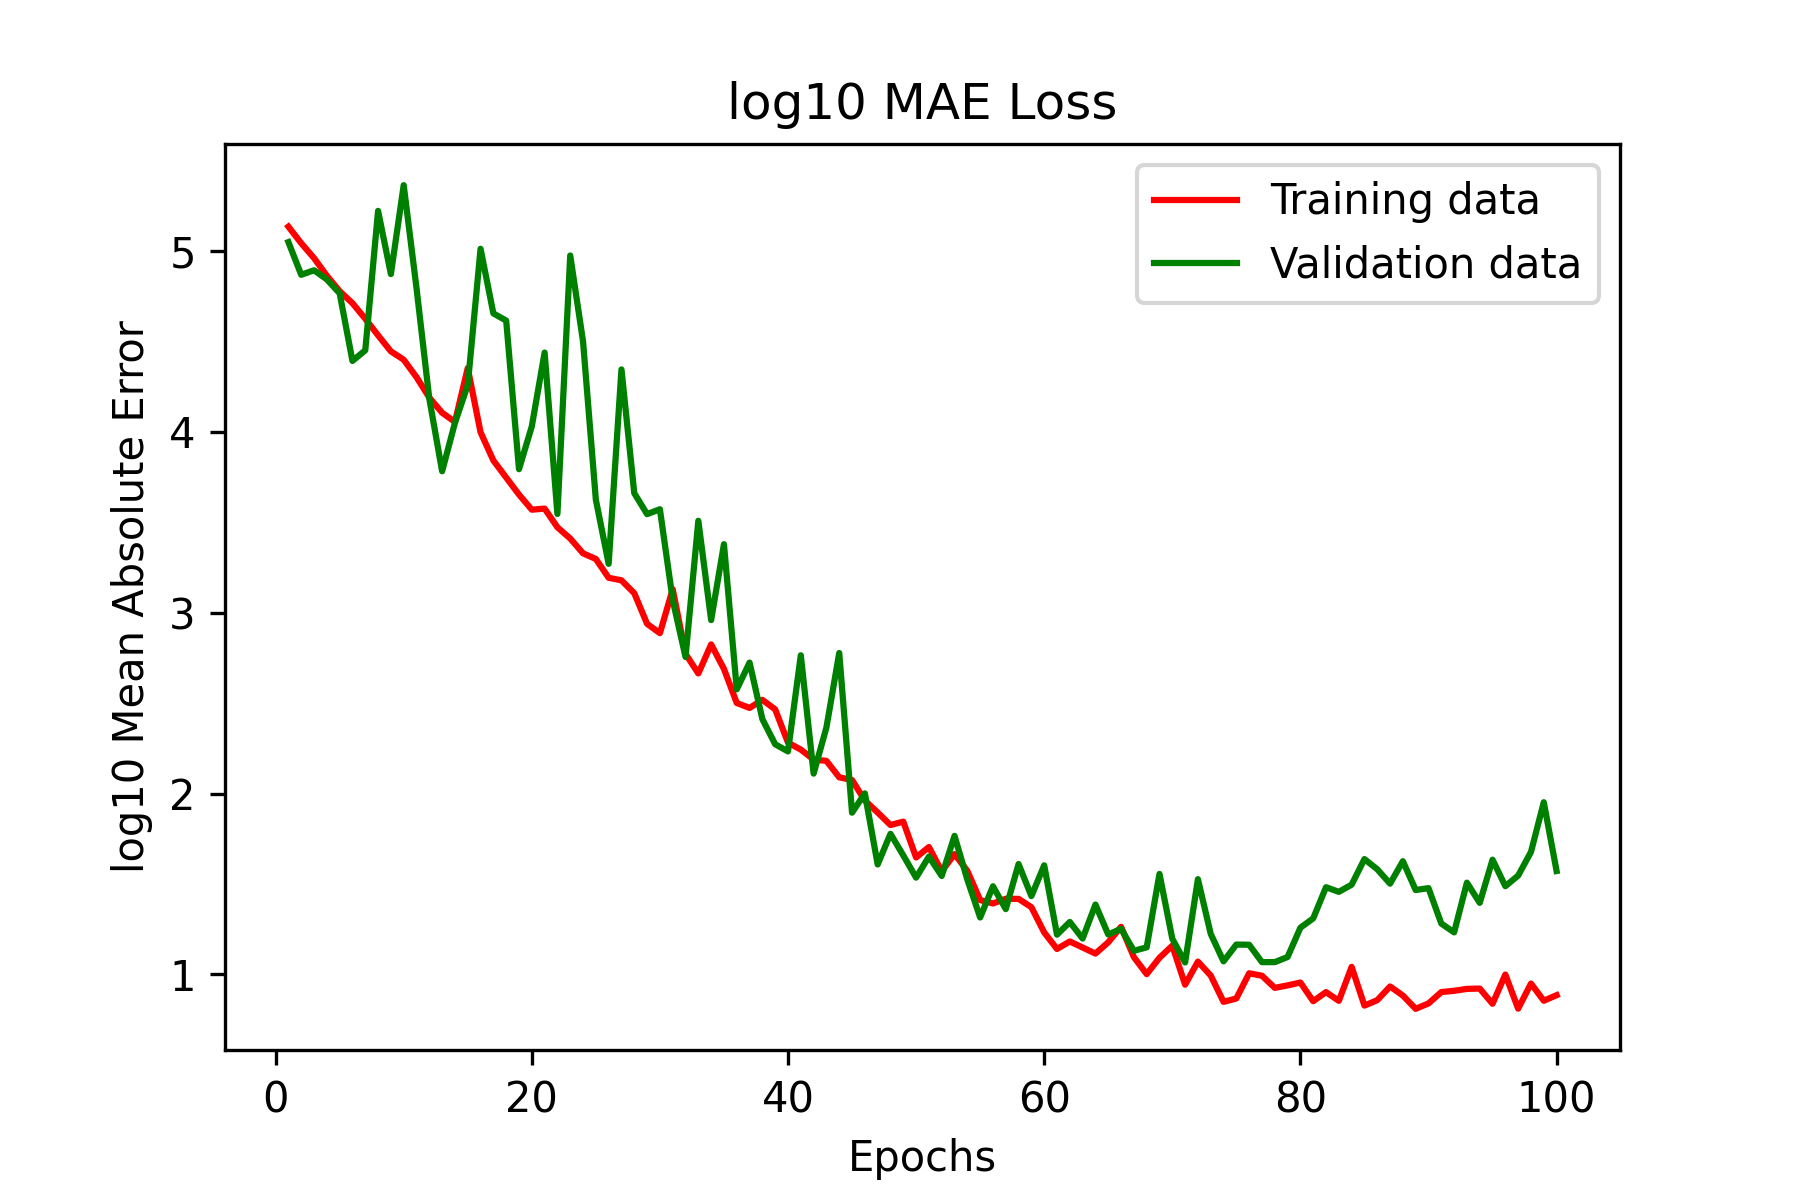 log10 MAE Loss
Training data
Validation data
log10 Mean Absolute Error
5
4
3
2
1
0 20 40 60 80 100
Epochs